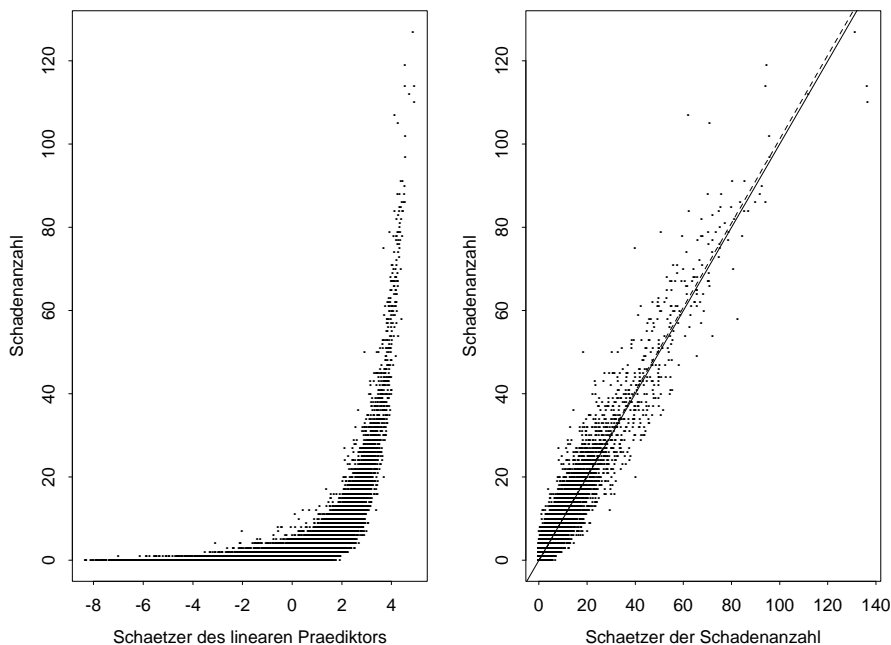 Schadenanzahl
0 20 40 60 80 100 120
-8 -6 -4 -2 0 2 4
Schaetzer des linearen Praediktors
Schadenanzahl
0 20 40 60 80 100 120
0 20 40 60 80 100 120 140
Schaetzer der Schadenanzahl